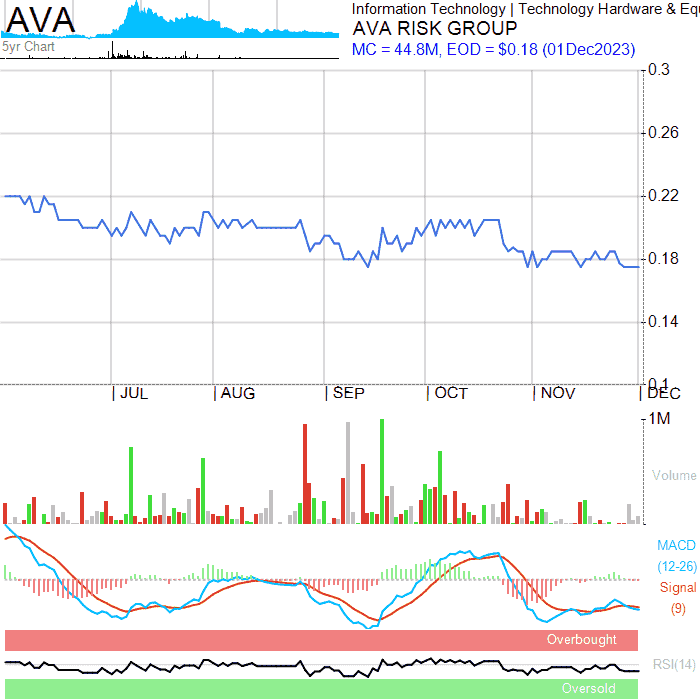 AVA
5yr Chart
Information Technology | Technology Hardware & Equ
AVA RISK GROUP
MC = 44.8M, EOD = $0.18 (01Dec2023)
0.3
0.26
0.22
0.18
0.14
0.1
JUL
AUG
SEP
OCT
NOV
DEC
1M
Volume
MACD
(12-26)
Signal
(9)
Overbought
RSI(14)
Oversold